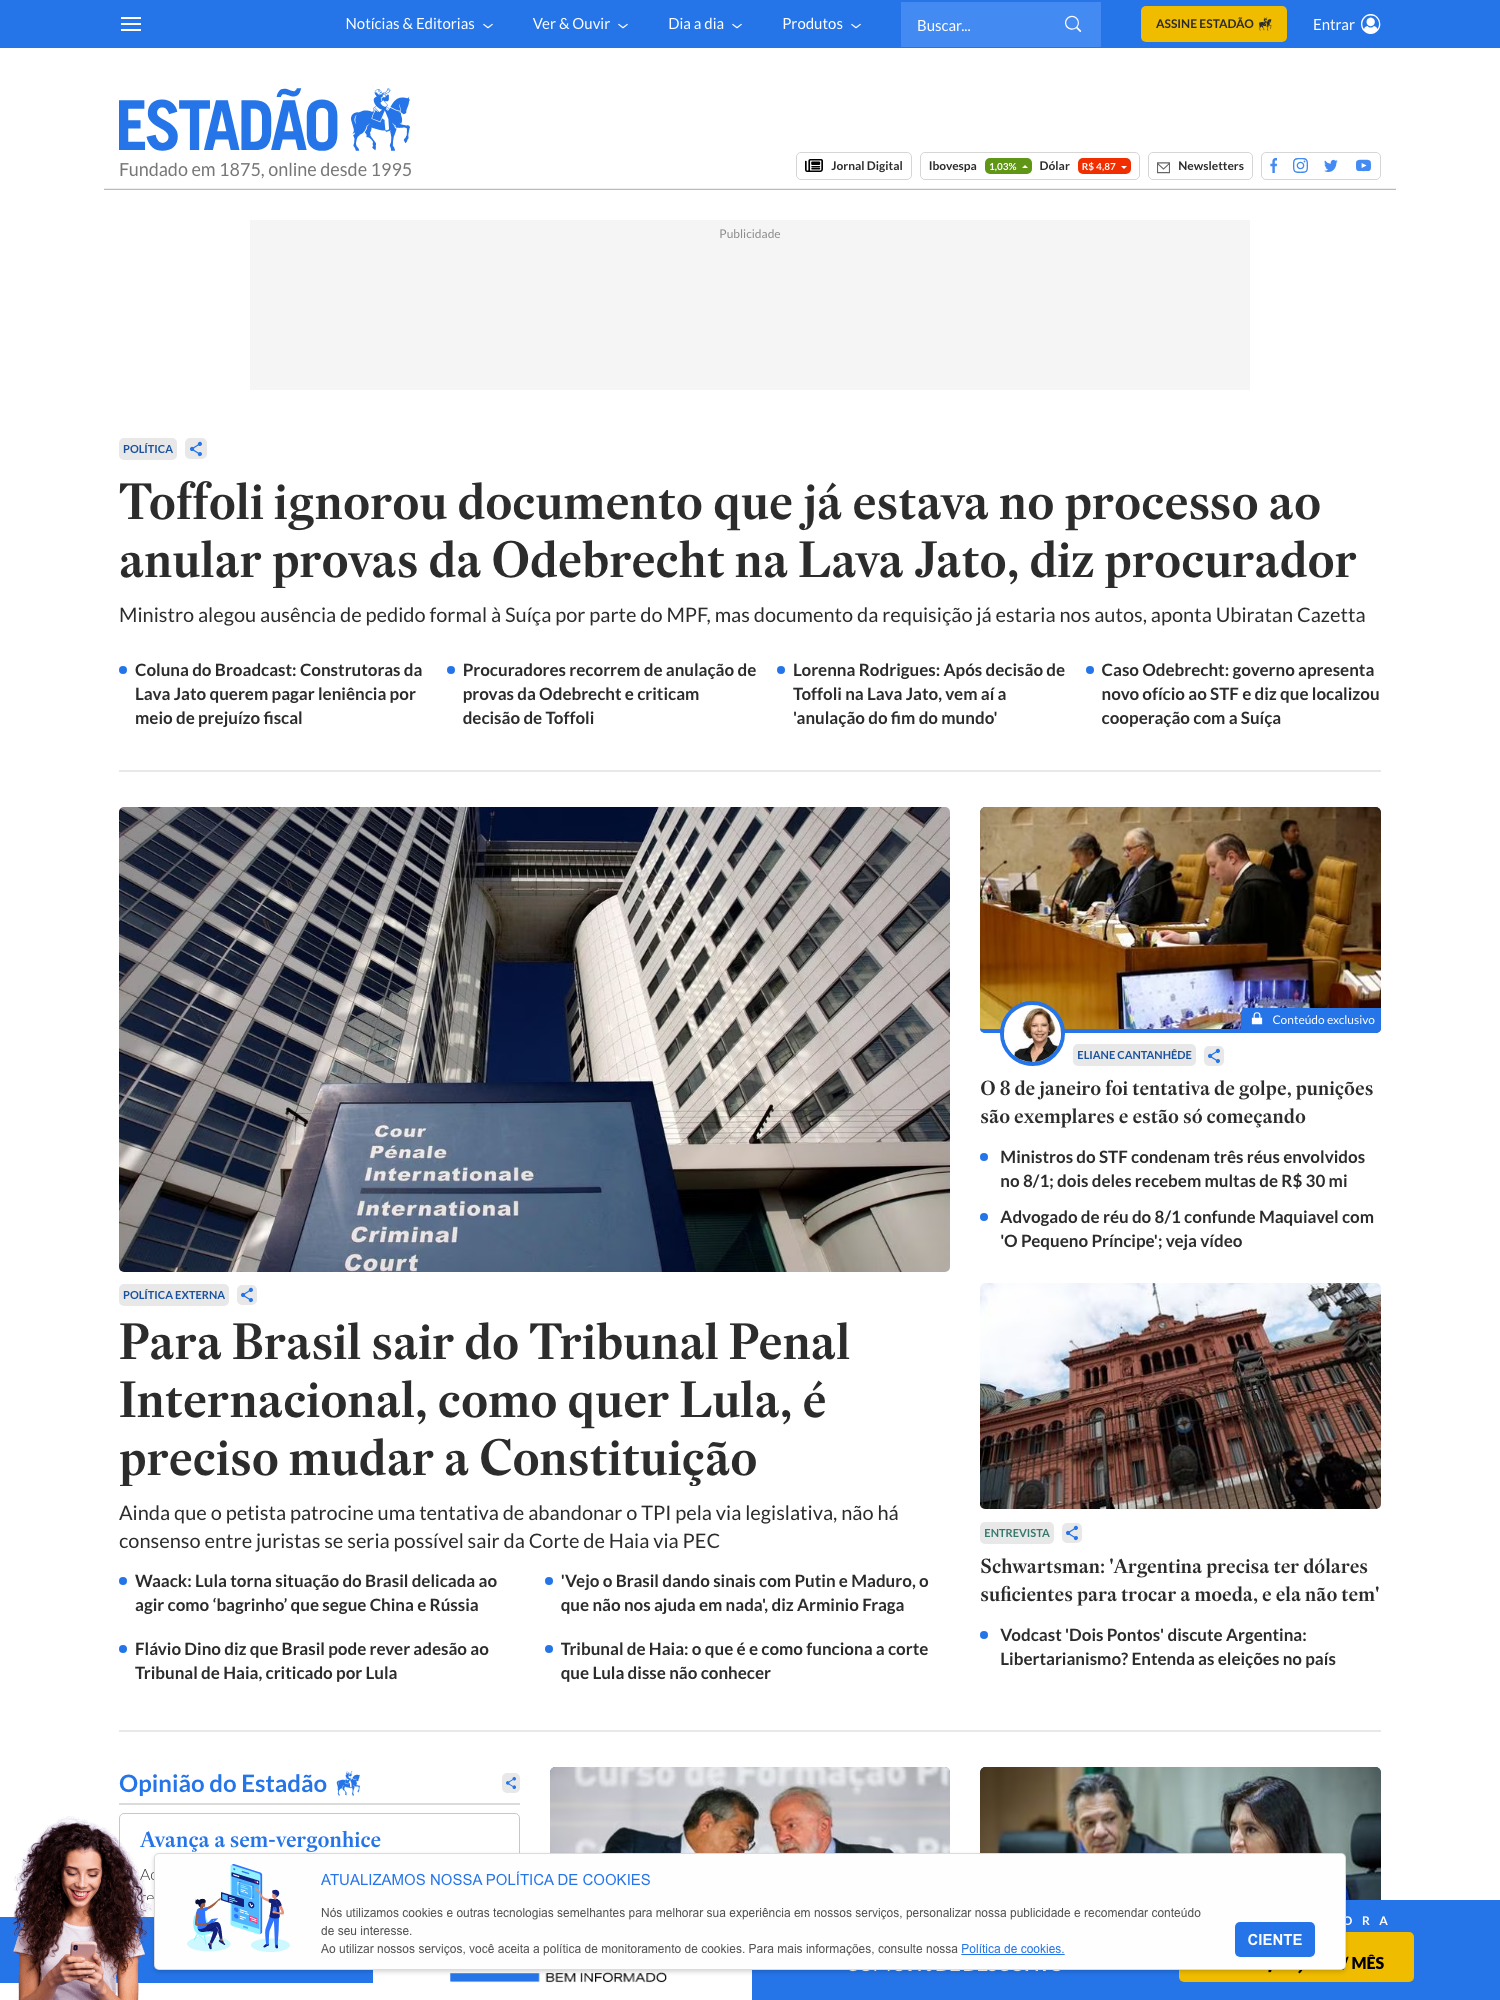 Notícias & Editorias
Ver & Ouvir
Dia a dia
Produtos
Buscar...
ASSINE ESTADÃO
Entrar
ESTADÃO
Fundado em 1875, online desde 1995
Jornal Digital
Ibovespa 1,03% Dólar R$ 4,87
Newsletters
Publicidade
POLÍTICA
Toffoli ignorou documento que já estava no processo ao
anular provas da Odebrecht na Lava Jato, diz procurador
Ministro alegou ausência de pedido formal à Suíça por parte do MPF, mas documento da requisição já estaria nos autos, aponta Ubiratan Cazetta
Coluna do Broadcast: Construtoras da
Lava Jato querem pagar leniência por
meio de prejuízo fiscal
Procuradores recorrem de anulação de
provas da Odebrecht e criticam
decisão de Toffoli
Lorenna Rodrigues: Após decisão de
Toffoli na Lava Jato, vem aí a
'anulação do fim do mundo'
Caso Odebrecht: governo apresenta
novo ofício ao STF e diz que localizou
cooperação com a Suíça
Cour
Pénale
Internationale
International
Criminal
Court
POLÍTICA EXTERNA
Para Brasil sair do Tribunal Penal
Internacional, como quer Lula, é
preciso mudar a Constituição
Ainda que o petista patrocine uma tentativa de abandonar o TPI pela via legislativa, não há
consenso entre juristas se seria possível sair da Corte de Haia via PEC
Waack: Lula torna situação do Brasil delicada ao
agir como ‘bagrinho’ que segue China e Rússia
'Vejo o Brasil dando sinais com Putin e Maduro, o
que não nos ajuda em nada', diz Arminio Fraga
Flávio Dino diz que Brasil pode rever adesão ao
Tribunal de Haia, criticado por Lula
Tribunal de Haia: o que é e como funciona a corte
que Lula disse não conhecer
Conteúdo exclusivo
ELIANE CANTANHÊDE
O 8 de janeiro foi tentativa de golpe, punições
são exemplares e estão só começando
Ministros do STF condenam três réus envolvidos
no 8/1; dois deles recebem multas de R$ 30 mi
Advogado de réu do 8/1 confunde Maquiavel com
'O Pequeno Príncipe'; veja vídeo
ENTREVISTA
Schwartsman: 'Argentina precisa ter dólares
suficientes para trocar a moeda, e ela não tem'
Vodcast 'Dois Pontos' discute Argentina:
Libertarianismo? Entenda as eleições no país
Opinião do Estadão
Avança a sem-vergonhice
Curso de Formação
ATUALIZAMOS NOSSA POLÍTICA DE COOKIES
Nós utilizamos cookies e outras tecnologias semelhantes para melhorar sua experiência em nossos serviços, personalizar nossa publicidade e recomendar conteúdo
de seu interesse.
Ao utilizar nossos serviços, você aceita a política de monitoramento de cookies. Para mais informações, consulte nossa Política de cookies.
CIENTE
ORA
BEM INFORMADO
/ MÊS